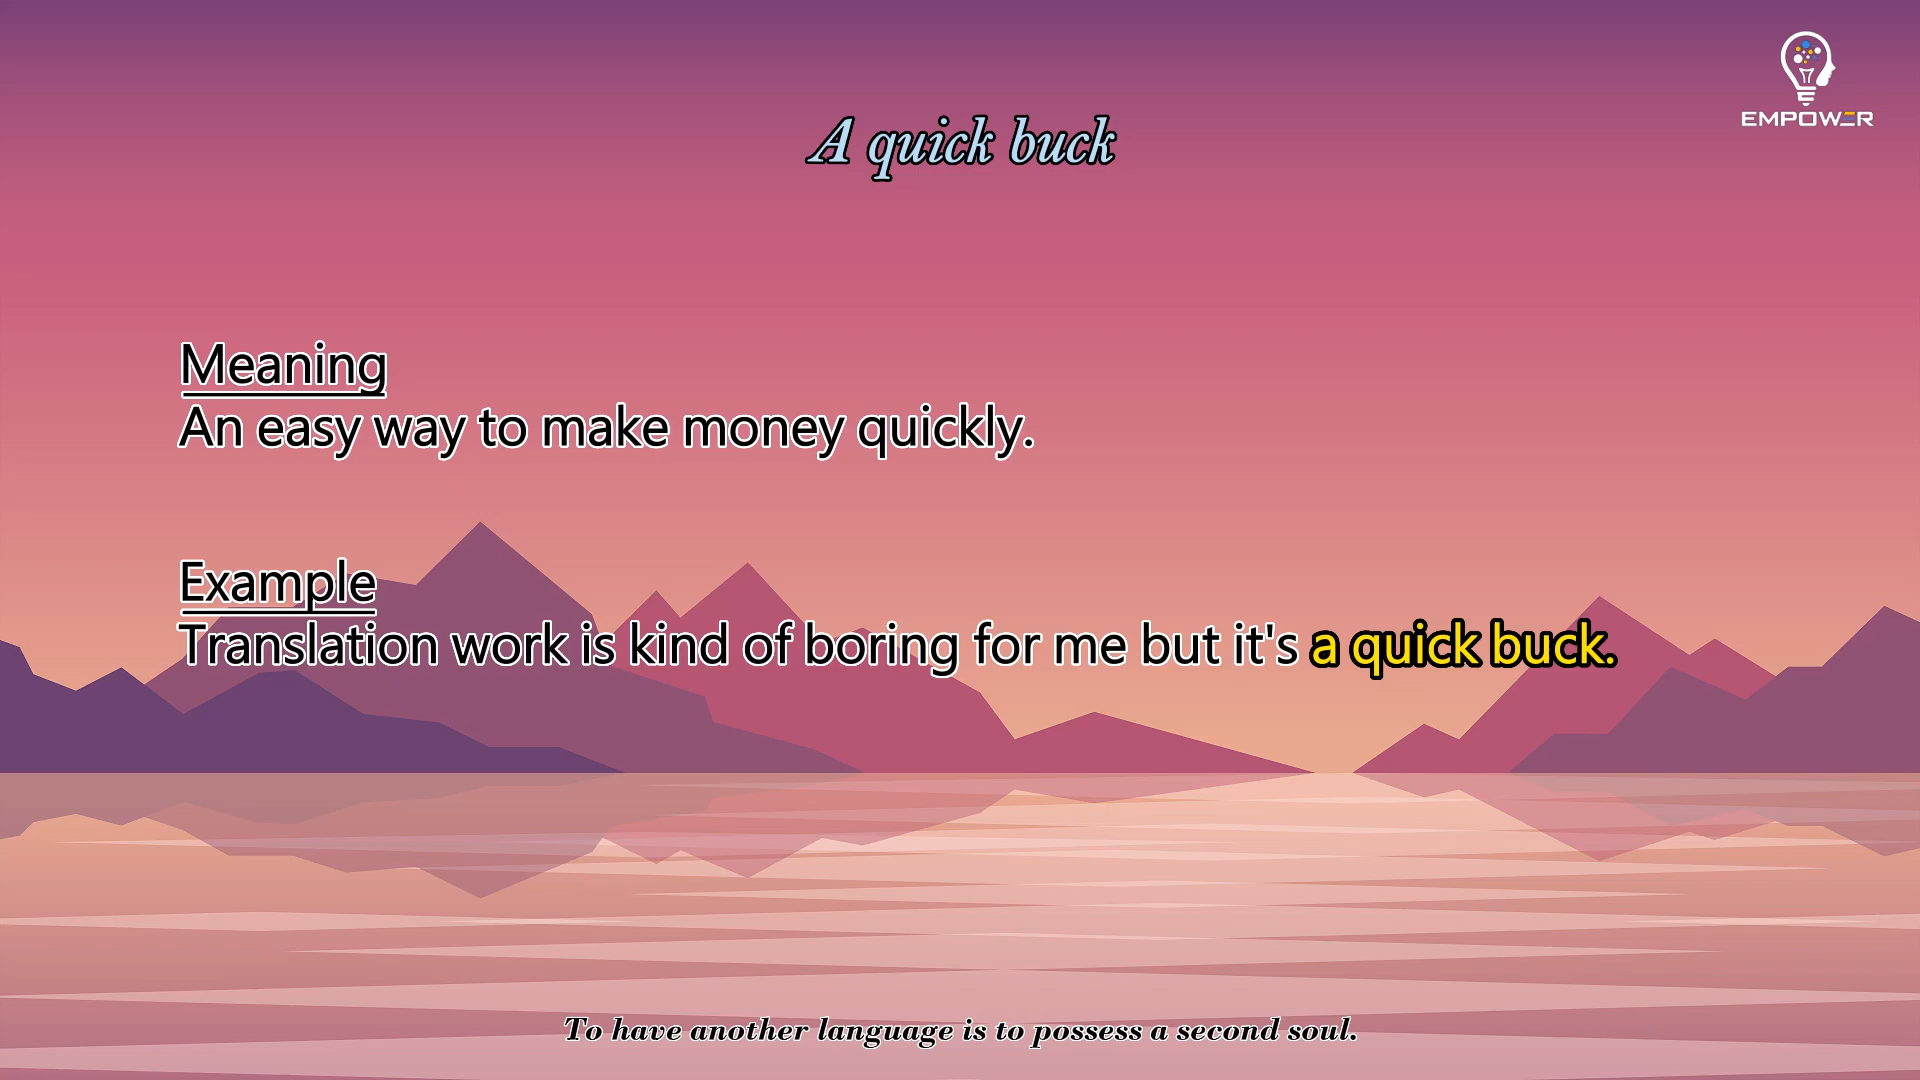 EMPOWER
A quick buck
Meaning
An easy way to make money quickly.
Example
Translation work is kind of boring for me but it's a quick buck.
To have another language is to possess a second soul.